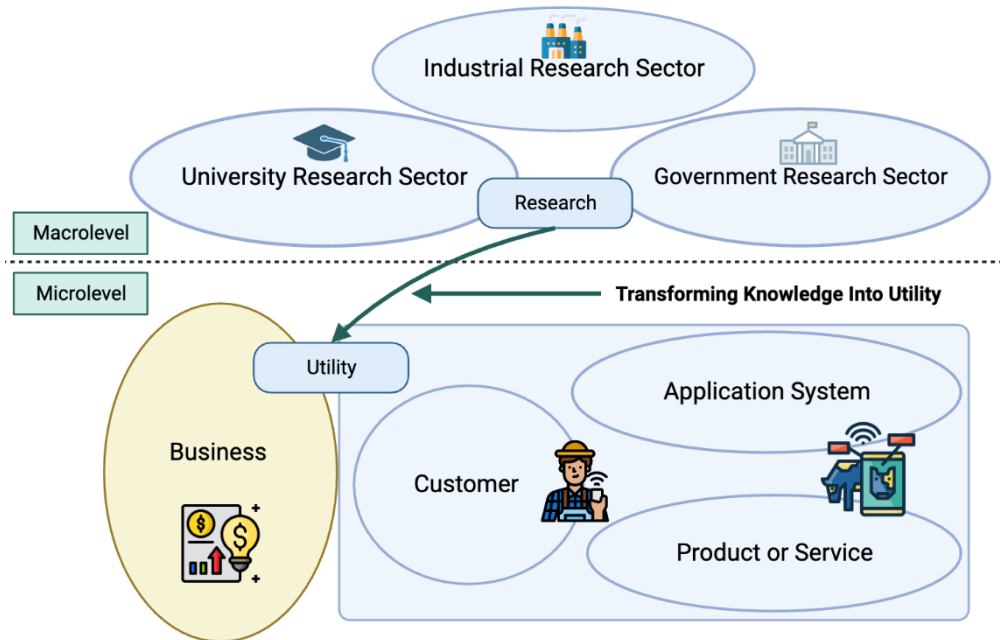 Industrial Research Sector
University Research Sector
Government Research Sector
Research
Macrolevel
Microlevel
Transforming Knowledge Into Utility
Utility
Application System
Business
Customer
Product or Service
$
$